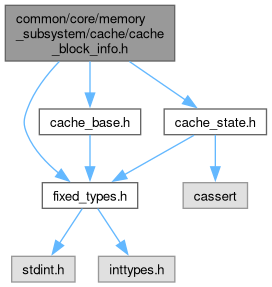 common/core/memory
_subsystem/cache/cache
_block_info.h
cache_base.h
cache_state.h
fixed_types.h
cassert
stdint.h
inttypes.h